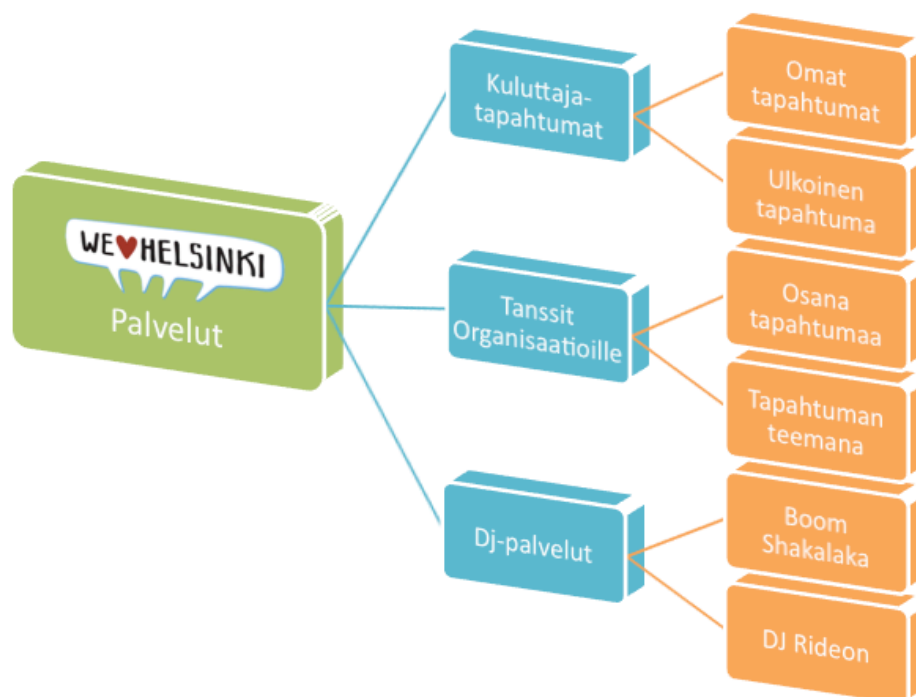 WE♥HELSINKI
Palvelut
Kuluttaja-
tapahtumat
Omat
tapahtumat
Ulkoinen
tapahtuma
Tanssit
Organisaatioille
Osana
tapahtumaa
Tapahtuman
teemana
Dj-palvelut
Boom
Shakalaka
DJ Rideon